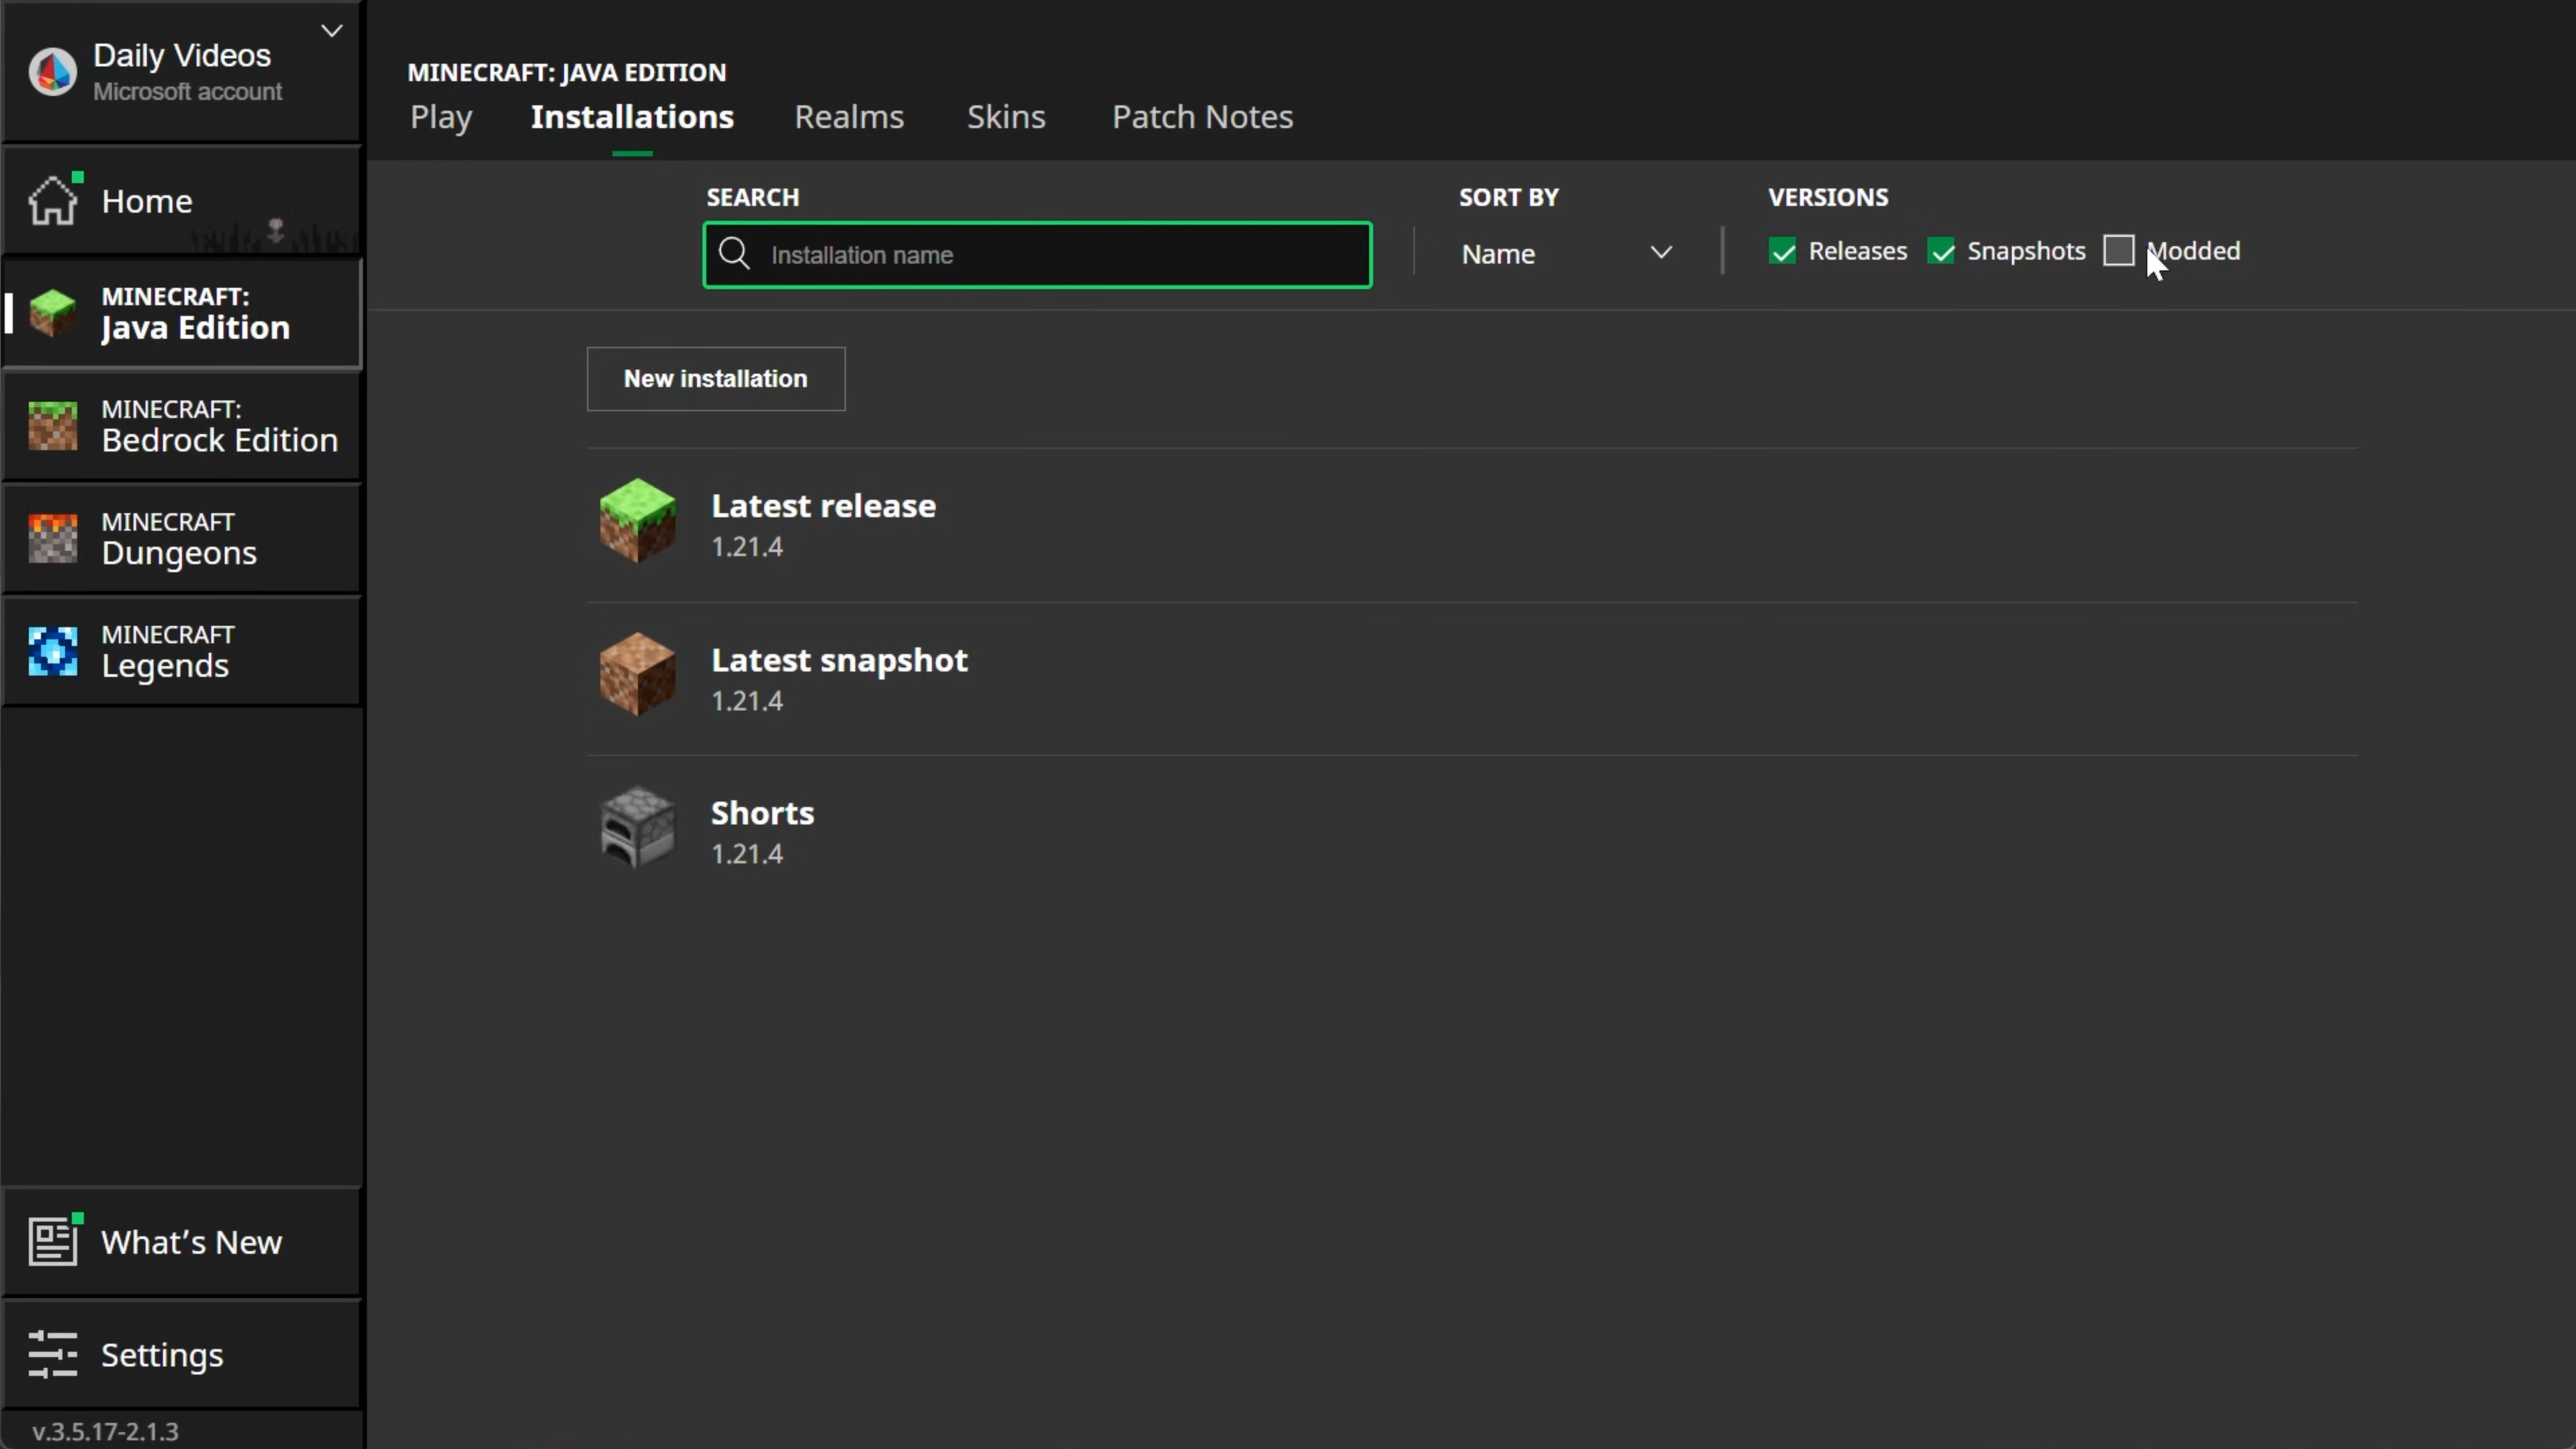 Daily Videos
Microsoft account
Home
MINECRAFT:
Java Edition
MINECRAFT:
Bedrock Edition
MINECRAFT
Dungeons
MINECRAFT
Legends
What's New
Settings
v.3.5.17-2.1.3
MINECRAFT: JAVA EDITION
Play Installations Realms Skins Patch Notes
SEARCH SORT BY VERSIONS
Installation name Name Releases Snapshots Modded
New installation
Latest release
1.21.4
Latest snapshot
1.21.4
Shorts
1.21.4